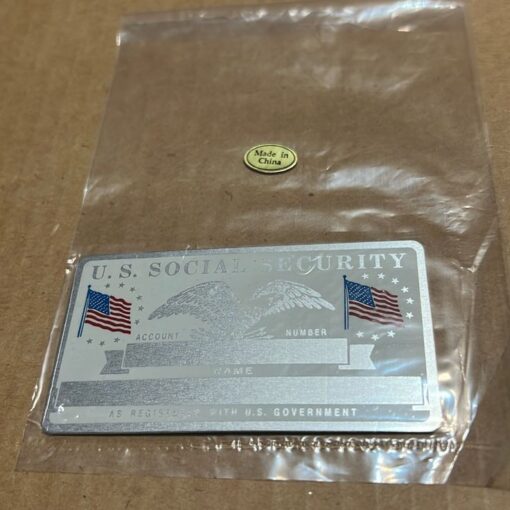 Made in
China
U. S. SOCIAL SECURITY
ACCOUNT NUMBER
NAME
AS REGISTERED WITH U.S. GOVERNMENT